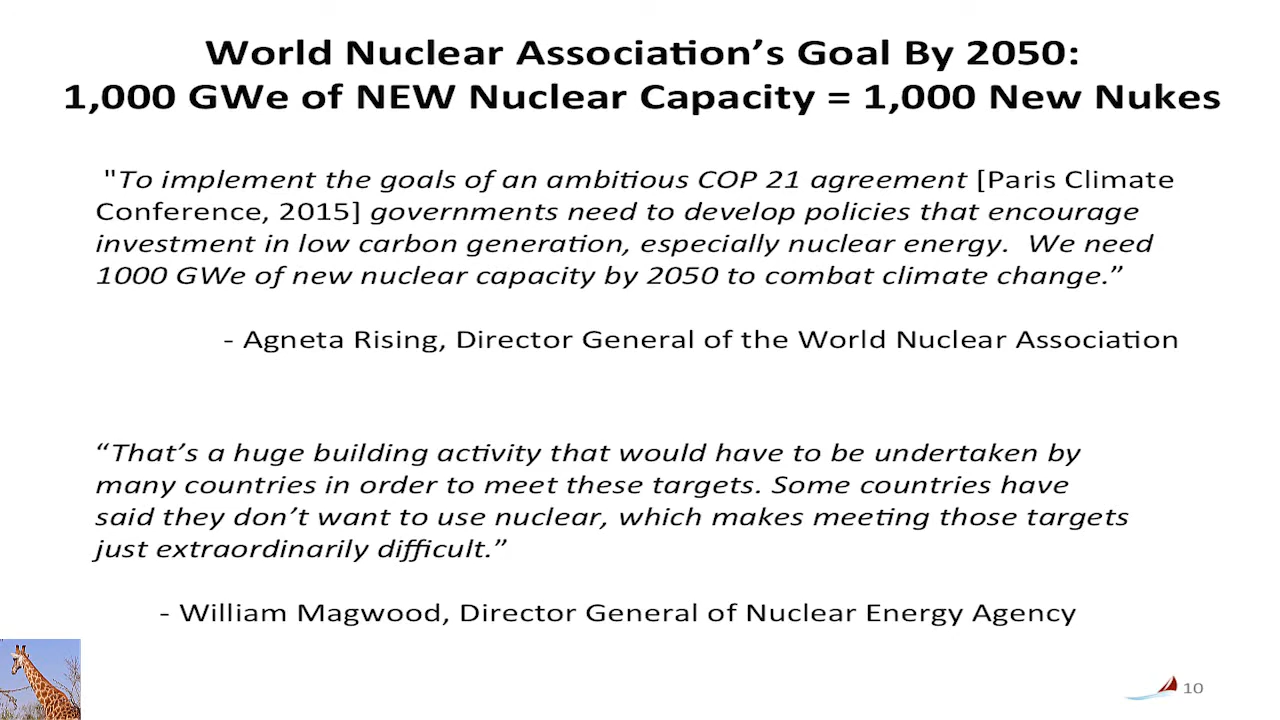 World Nuclear Association’s Goal By 2050:
1,000 GWe of NEW Nuclear Capacity = 1,000 New Nukes
"To implement the goals of an ambitious COP 21 agreement [Paris Climate
Conference, 2015] governments need to develop policies that encourage
investment in low carbon generation, especially nuclear energy.  We need
1000 GWe of new nuclear capacity by 2050 to combat climate change.”
- Agneta Rising, Director General of the World Nuclear Association
“That’s a huge building activity that would have to be undertaken by
many countries in order to meet these targets. Some countries have
said they don’t want to use nuclear, which makes meeting those targets
just extraordinarily difficult.”
- William Magwood, Director General of Nuclear Energy Agency
10